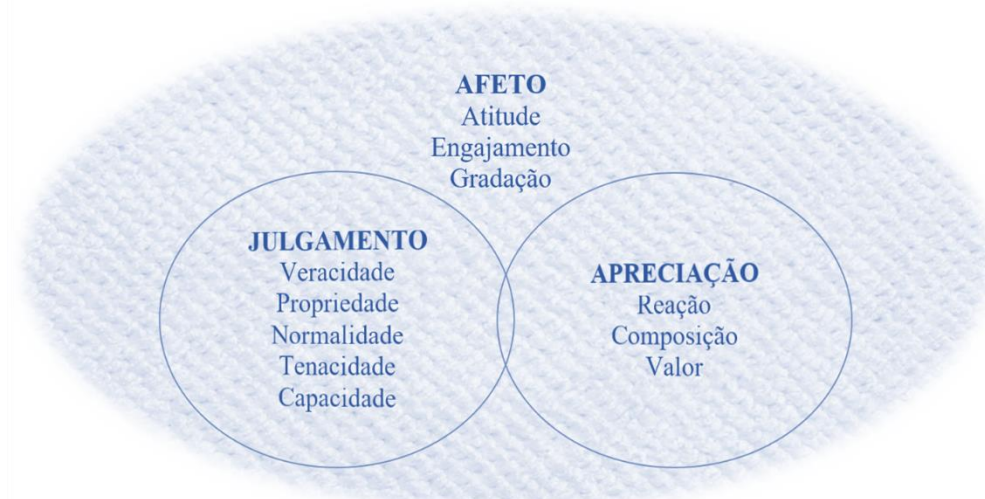 AFETO
Atitude
Engajamento
Gradação
JULGAMENTO
Veracidade
Propriedade
Normalidade
Tenacidade
Capacidade
APRECIAÇÃO
Reação
Composição
Valor